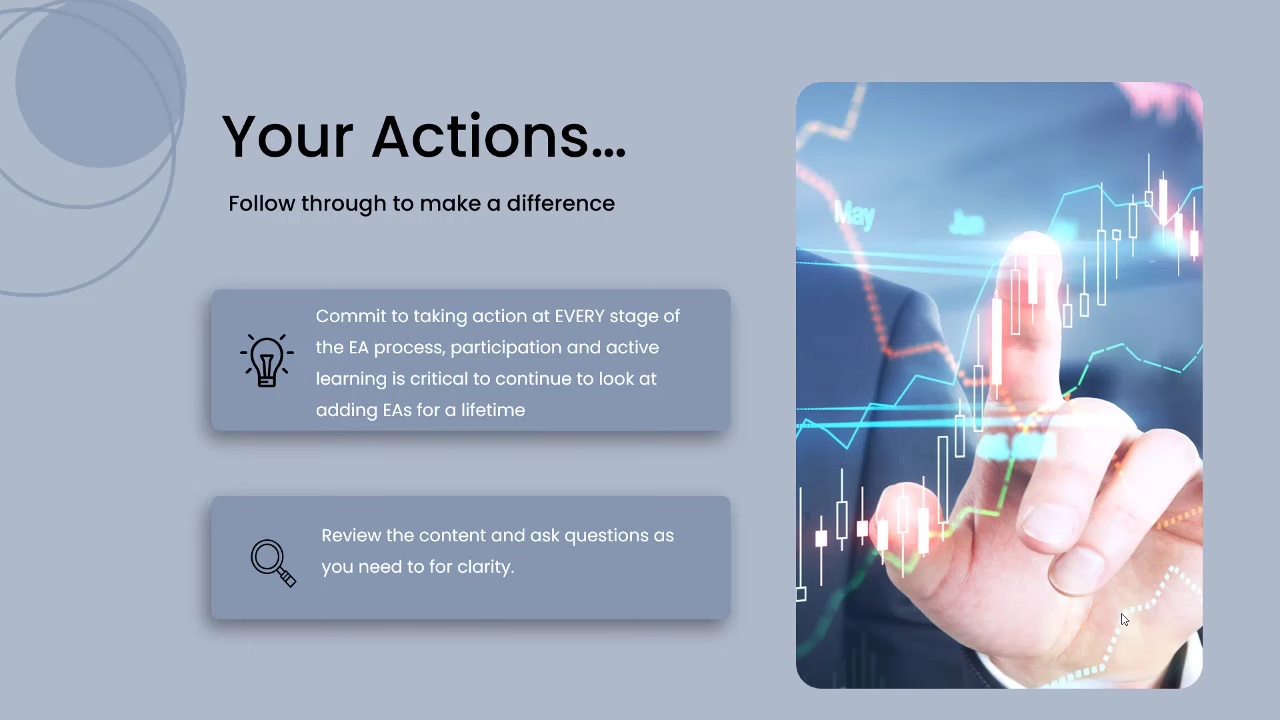 Your Actions...
Follow through to make a difference
Commit to taking action at EVERY stage of
the EA process, participation and active
learning is critical to continue to look at
adding EAs for a lifetime
Review the content and ask questions as
you need to for clarity.
May
Jan